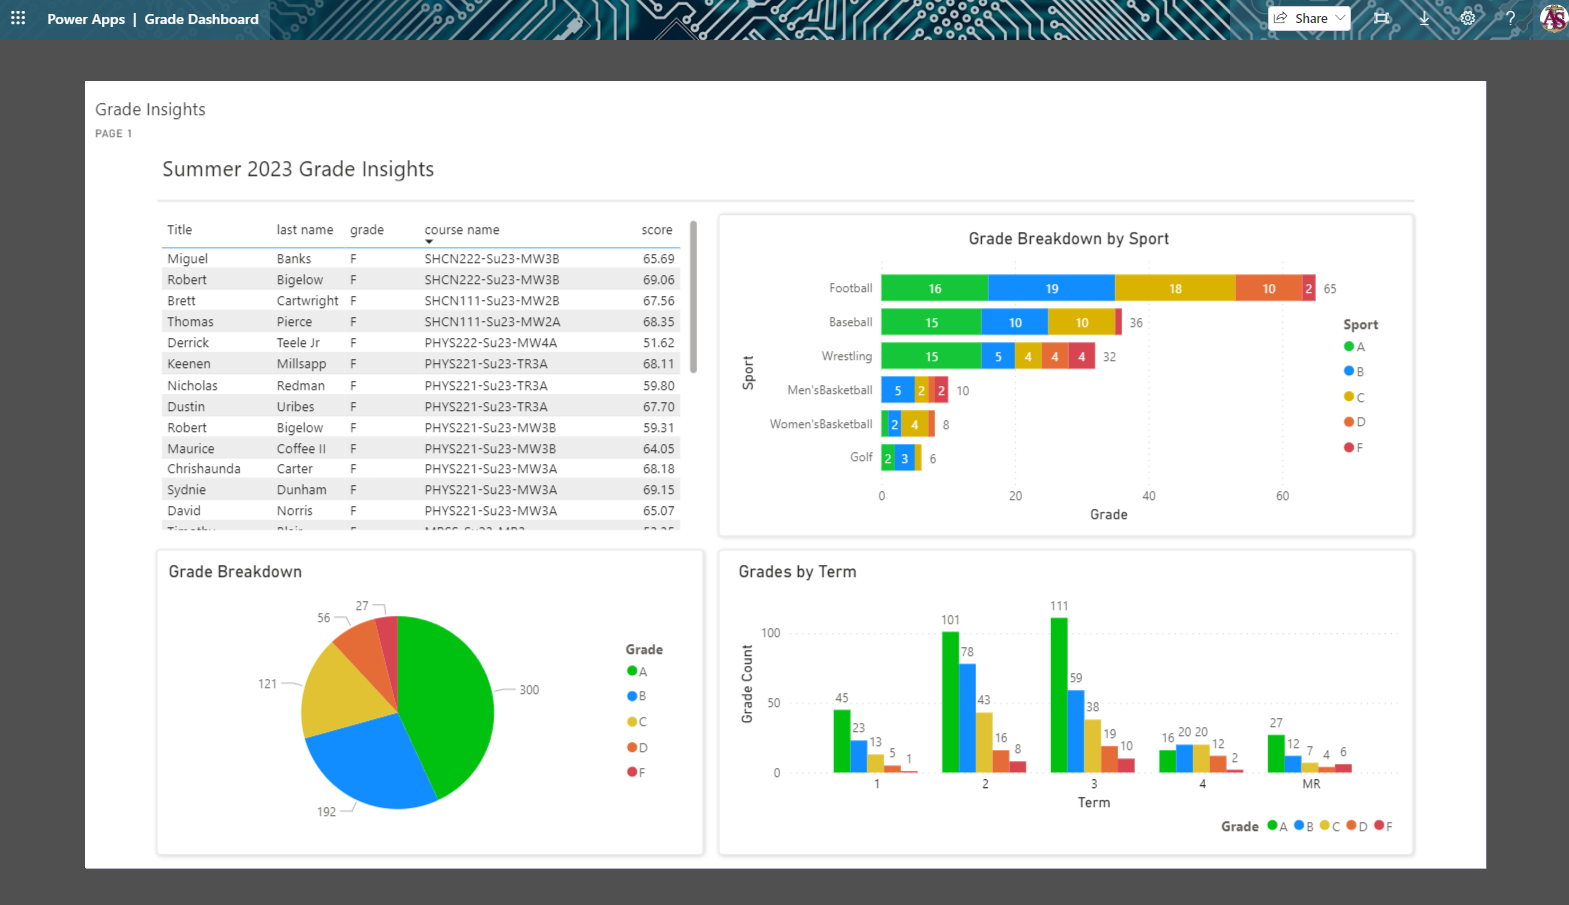 Power Apps | Grade Dashboard
Share
?
Grade Insights
PAGE 1
Summer 2023 Grade Insights
Title last name grade course name score
Miguel Banks F SHCN222-Su23-MW3B 65.69
Robert Bigelow F SHCN222-Su23-MW3B 69.06
Brett Cartwright F SHCN111-Su23-MW2B 67.56
Thomas Pierce F SHCN111-Su23-MW2A 68.35
Derrick Teele Jr F PHYS222-Su23-MW4A 51.62
Keenen Millsapp F PHYS221-Su23-TR3A 68.11
Nicholas Redman F PHYS221-Su23-TR3A 59.80
Dustin Uribes F PHYS221-Su23-TR3A 67.70
Robert Bigelow F PHYS221-Su23-MW3B 59.31
Maurice Coffee II F PHYS221-Su23-MW3B 64.05
Chrishaunda Carter F PHYS221-Su23-MW3A 68.18
Sydnie Dunham F PHYS221-Su23-MW3A 69.15
David Norris F PHYS221-Su23-MW3A 65.07
Grade Breakdown by Sport
Sport
Football 16 19 18 10 2 65
Baseball 15 10 10 36
Wrestling 15 5 4 4 4 32
Men'sBasketball 5 2 2 10
Women'sBasketball 2 4 8
Golf 2 3 6
0 20 40 60
Grade
Sport
A
B
C
D
F
Grade Breakdown
27
56
121
300
192
Grade
A
B
C
D
F
Grades by Term
Grade Count
100
50
0
45 23 13 5 1
101 78 43 16 8
111 59 38 19 10
16 20 20 12 2
27 12 7 4 6
1 2 3 4 MR
Term
Grade A B C D F